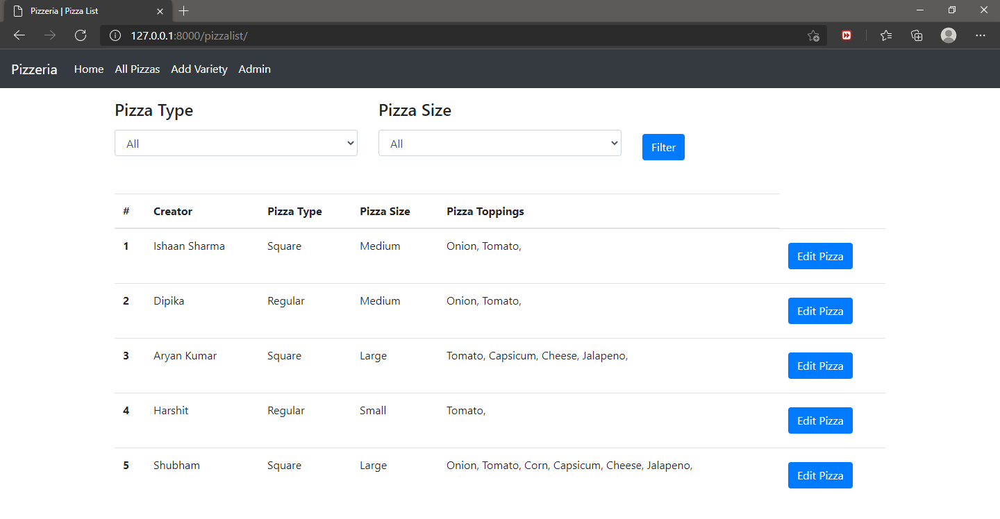 Pizzeria | Pizza List
127.0.0.1:8000/pizzalist/
Pizzeria Home All Pizzas Add Variety Admin
Pizza Type Pizza Size
All All Filter
# Creator Pizza Type Pizza Size Pizza Toppings
1 Ishaan Sharma Square Medium Onion, Tomato, Edit Pizza
2 Dipika Regular Medium Onion, Tomato, Edit Pizza
3 Aryan Kumar Square Large Tomato, Capsicum, Cheese, Jalapeno, Edit Pizza
4 Harshit Regular Small Tomato, Edit Pizza
5 Shubham Square Large Onion, Tomato, Corn, Capsicum, Cheese, Jalapeno, Edit Pizza